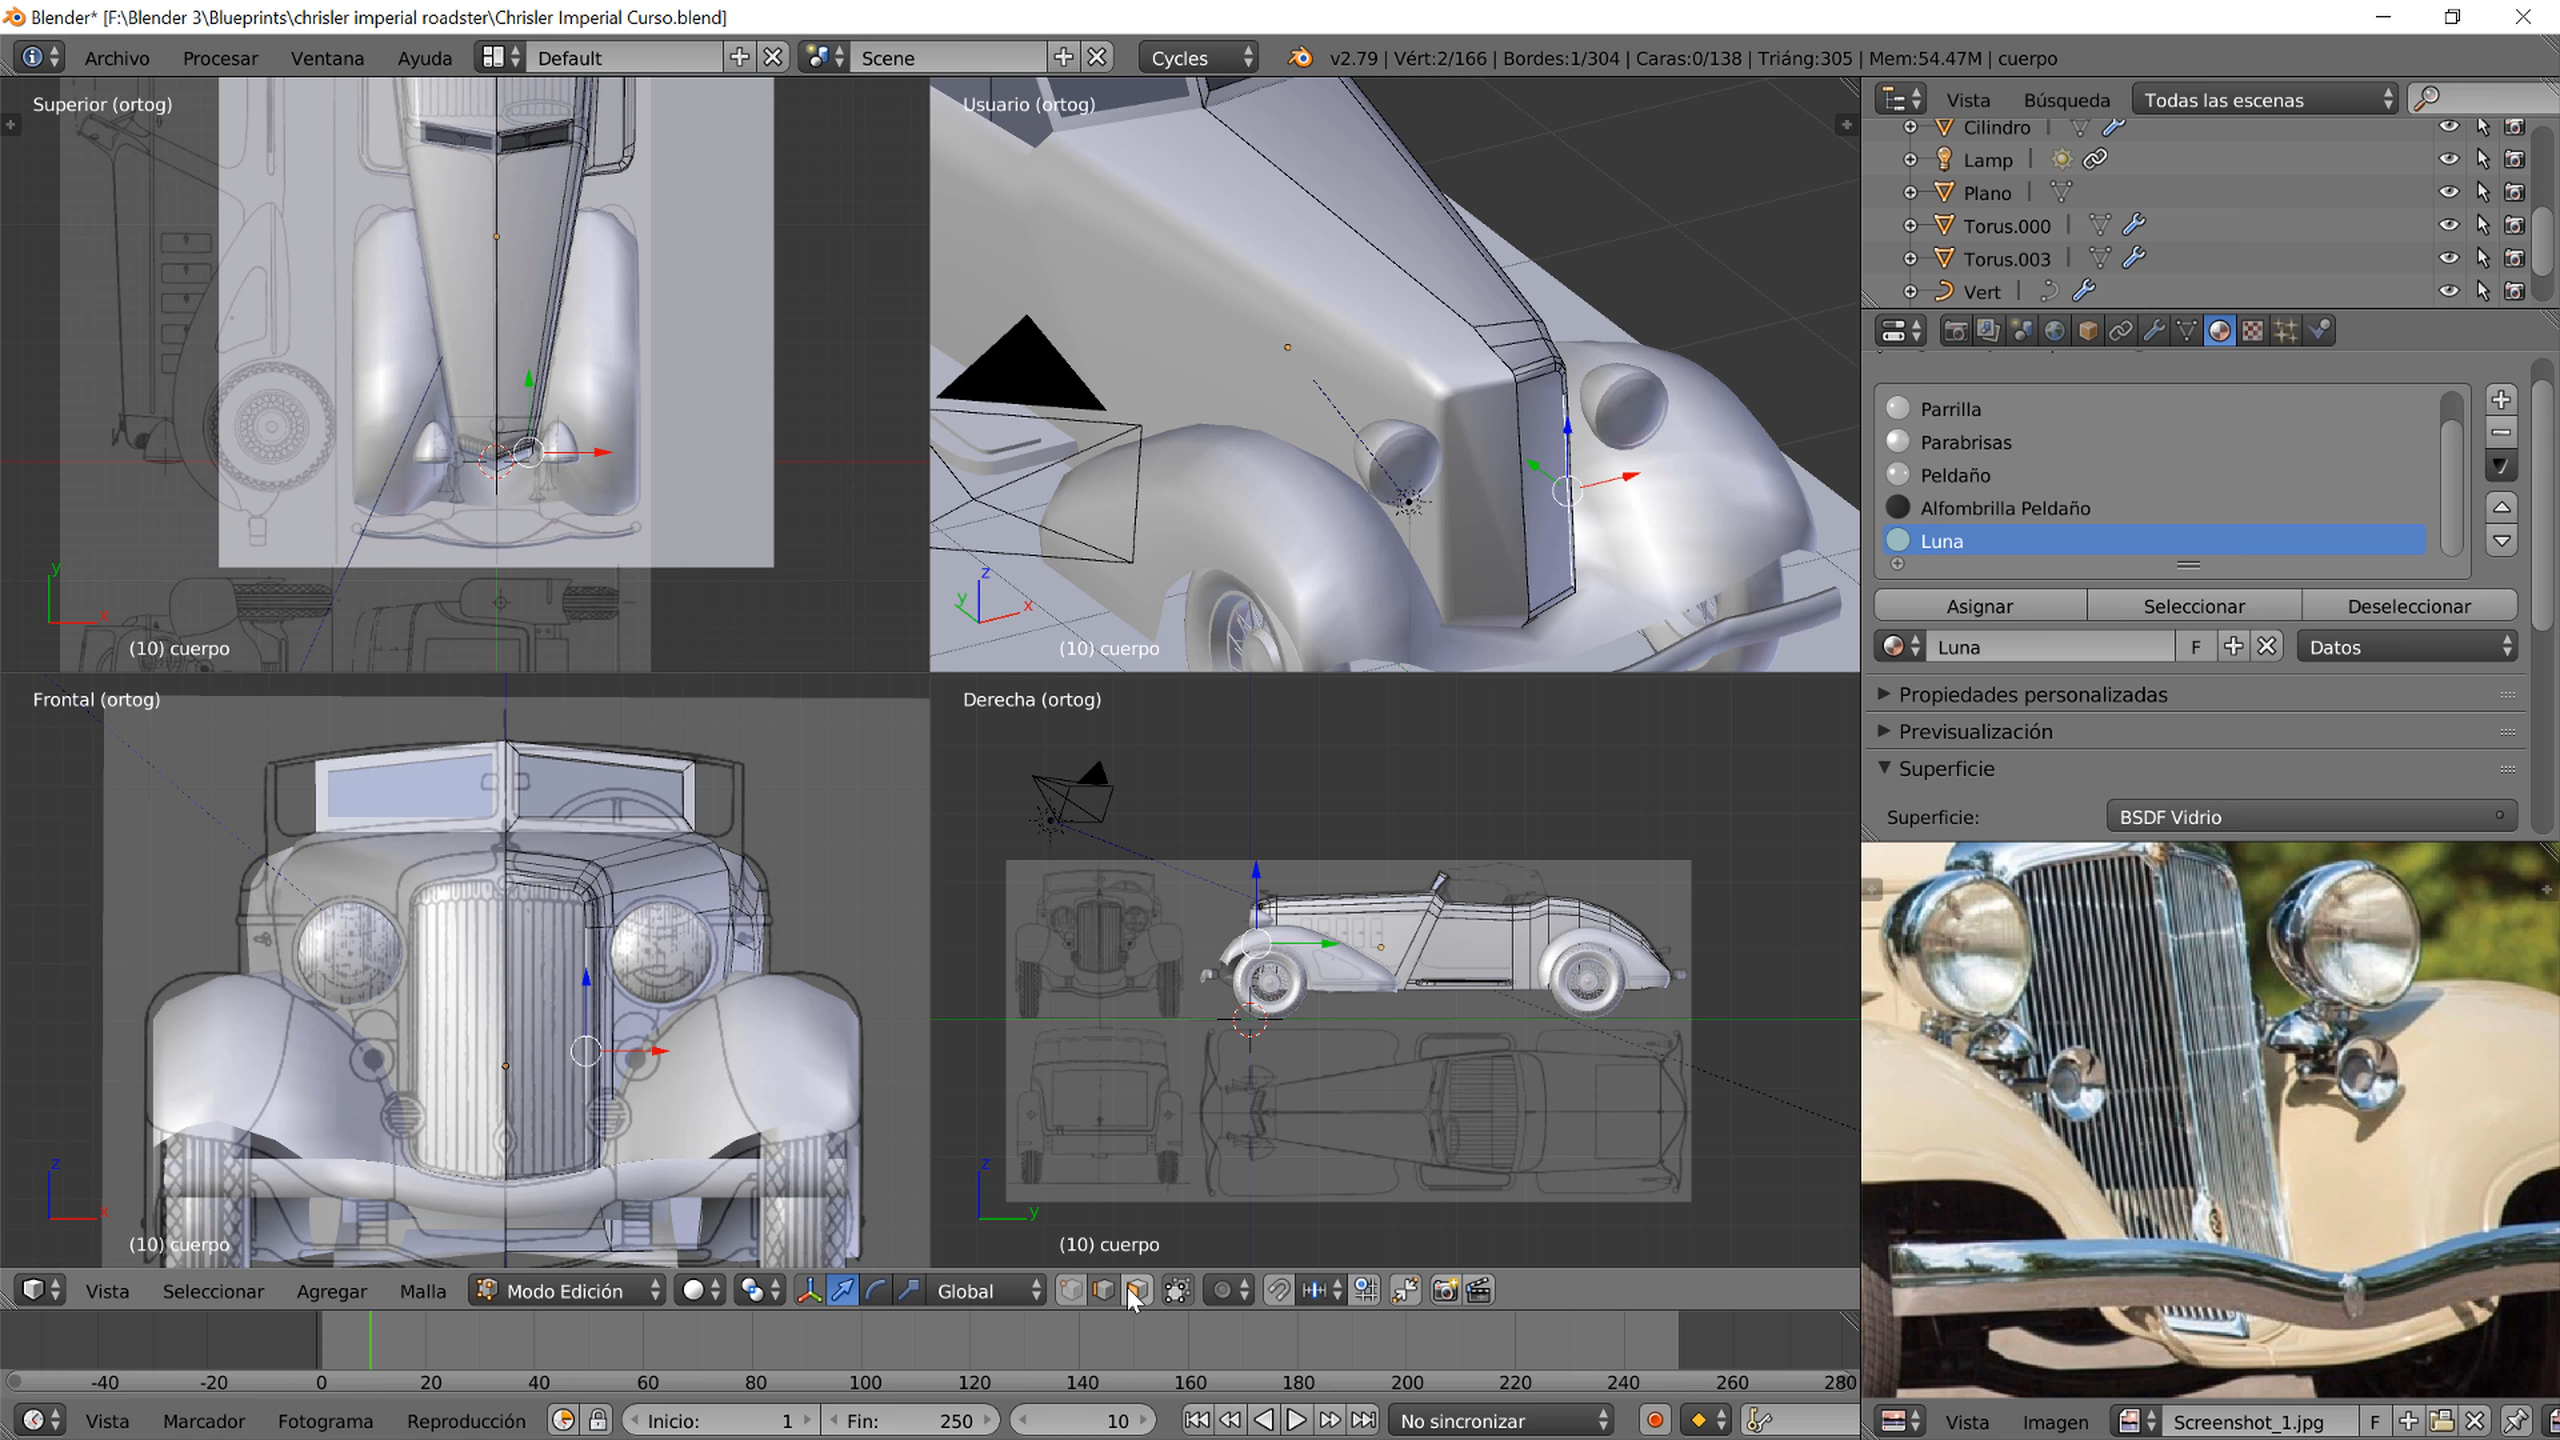 Blender* [F:\Blender 3\Blueprints\chrisler imperial roadster\Chrisler Imperial Curso.blend]
Archivo Procesar Ventana Ayuda Default Scene Cycles v2.79 | Vért:2/166 | Bordes:1/304 | Caras:0/138 | Triáng:305 | Mem:54.47M | cuerpo
Superior (ortog)
y
x
(10) cuerpo
Usuario (ortog)
z
y
x
(10) cuerpo
Frontal (ortog)
z
x
(10) cuerpo
Derecha (ortog)
z
y
(10) cuerpo
Vista Búsqueda Todas las escenas
Cilindro
Lamp
Plano
Torus.000
Torus.003
Vert
Parrilla
Parabrisas
Peldaño
Alfombrilla Peldaño
Luna
Asignar Seleccionar Deseleccionar
Luna F Datos
Propiedades personalizadas
Previsualización
Superficie
Superficie: BSDF Vidrio
Vista Seleccionar Agregar Malla Modo Edición Global
-40 -20 0 20 40 60 80 100 120 140 160 180 200 220 240 260 280
Vista Marcador Fotograma Reproducción Inicio: 1 Fin: 250 10 No sincronizar
Vista Imagen Screenshot_1.jpg F